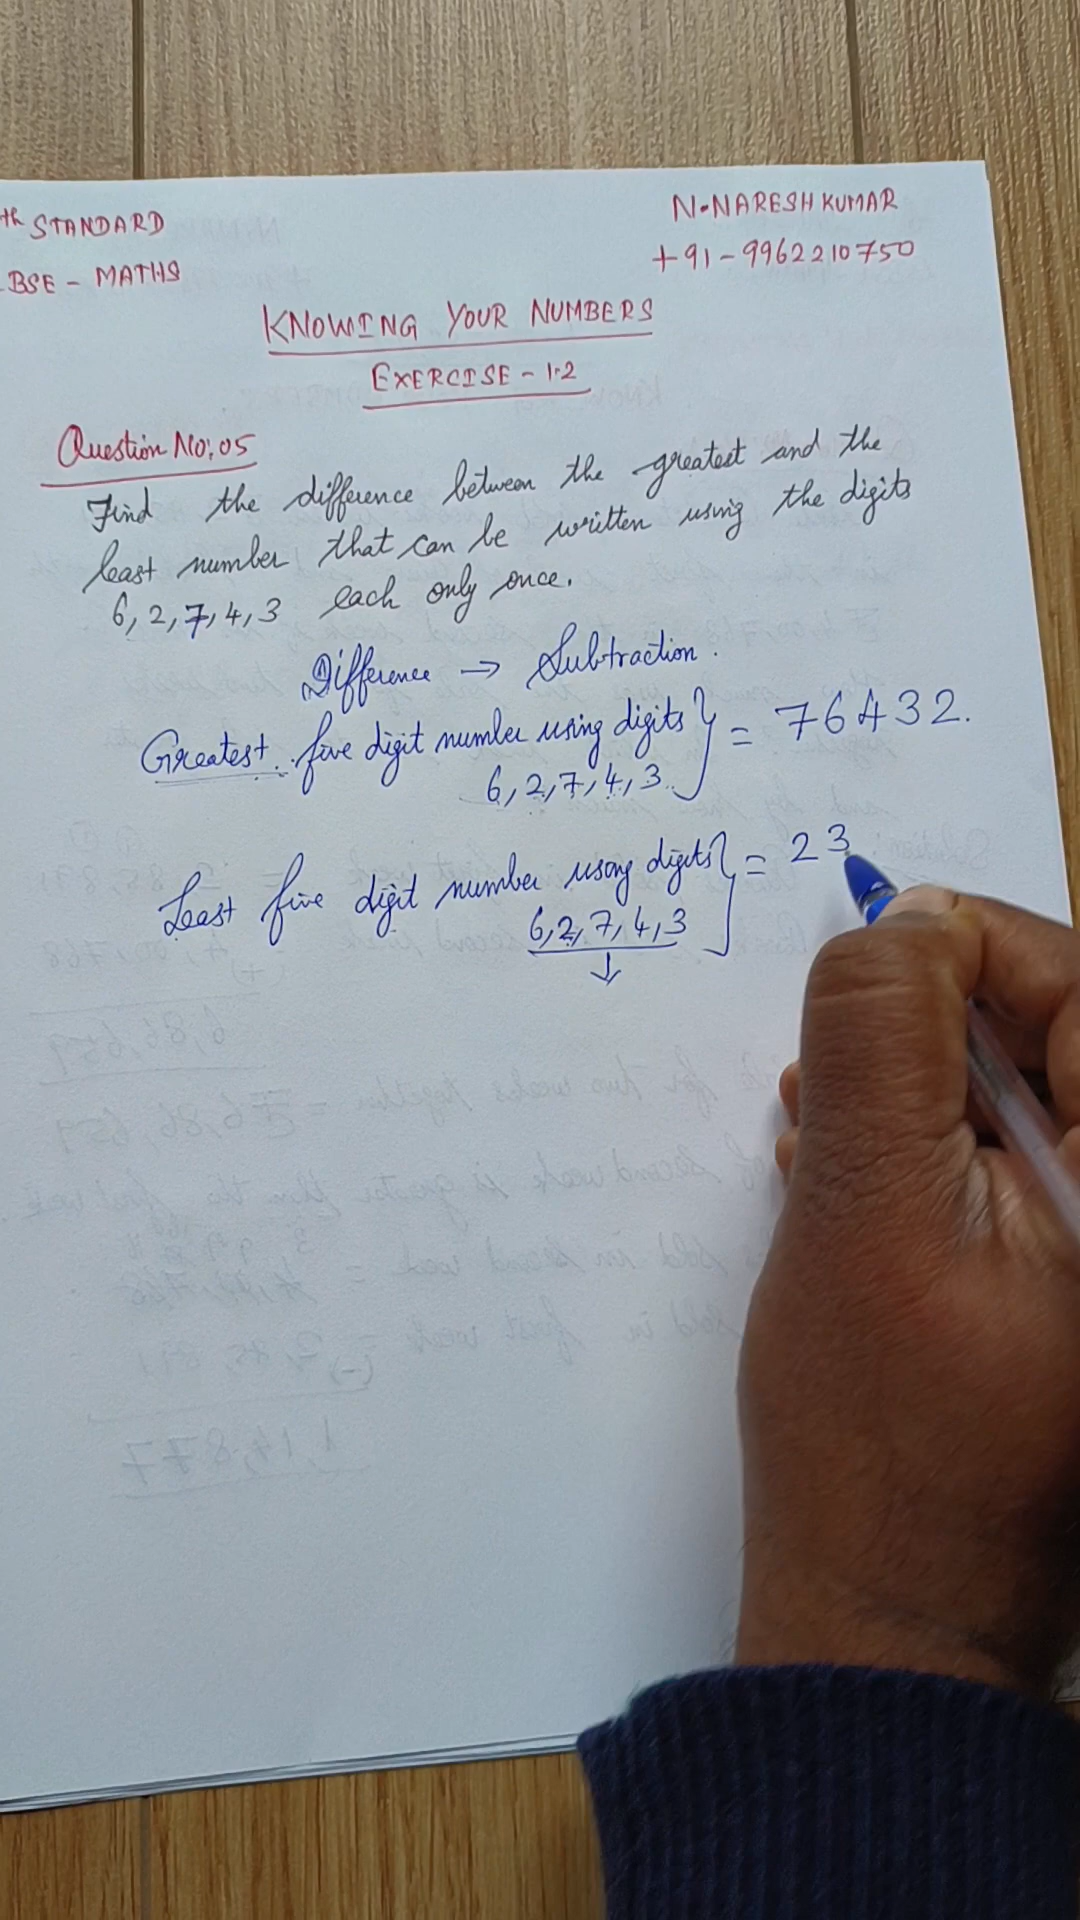 th STANDARD
BSE - MATHS
N. NARESH KUMAR
+91-9962210750
KNOWING YOUR NUMBERS
EXERCISE - 1.2
Question No: 05
Find the difference between the greatest and the
least number that can be written using the digits
6, 2, 7, 4, 3 each only once.
Difference → Subtraction.
Greatest five digit number using digits
6, 2, 7, 4, 3 } = 76432.
Least five digit number using digits
6, 2, 7, 4, 3 } = 23
↓